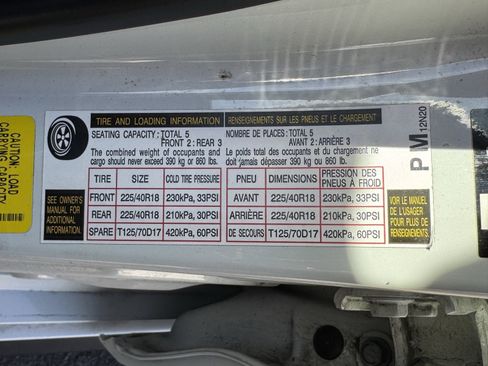 CAUTION: LOAD
CARRYING CAPACITY
TIRE AND LOADING INFORMATION
SEATING CAPACITY : TOTAL 5
FRONT 2 : REAR 3
The combined weight of occupants and
cargo should never exceed 390 kg or 860 lbs.
RENSEIGNEMENTS SUR LES PNEUS ET LE CHARGEMENT
NOMBRE DE PLACES : TOTAL 5
AVANT 2 : ARRIÈRE 3
Le poids total des occupants et du chargement ne
doit jamais dépasser 390 kg ou 860 lb.
SEE OWNER'S
MANUAL FOR
ADDITIONAL
INFORMATION.
TIRE SIZE COLD TIRE PRESSURE
FRONT 225/40R18 230kPa, 33PSI
REAR 225/40R18 210kPa, 30PSI
SPARE T125/70D17 420kPa, 60PSI
PNEU DIMENSIONS PRESSION DES
PNEUS À FROID
AVANT 225/40R18 230kPa, 33PSI
ARRIÈRE 225/40R18 210kPa, 30PSI
DE SECOURS T125/70D17 420kPa, 60PSI
VOIR LE MANUEL
DE L'USAGER
POUR PLUS DE
RENSEIGNEMENTS.
PM
12N20